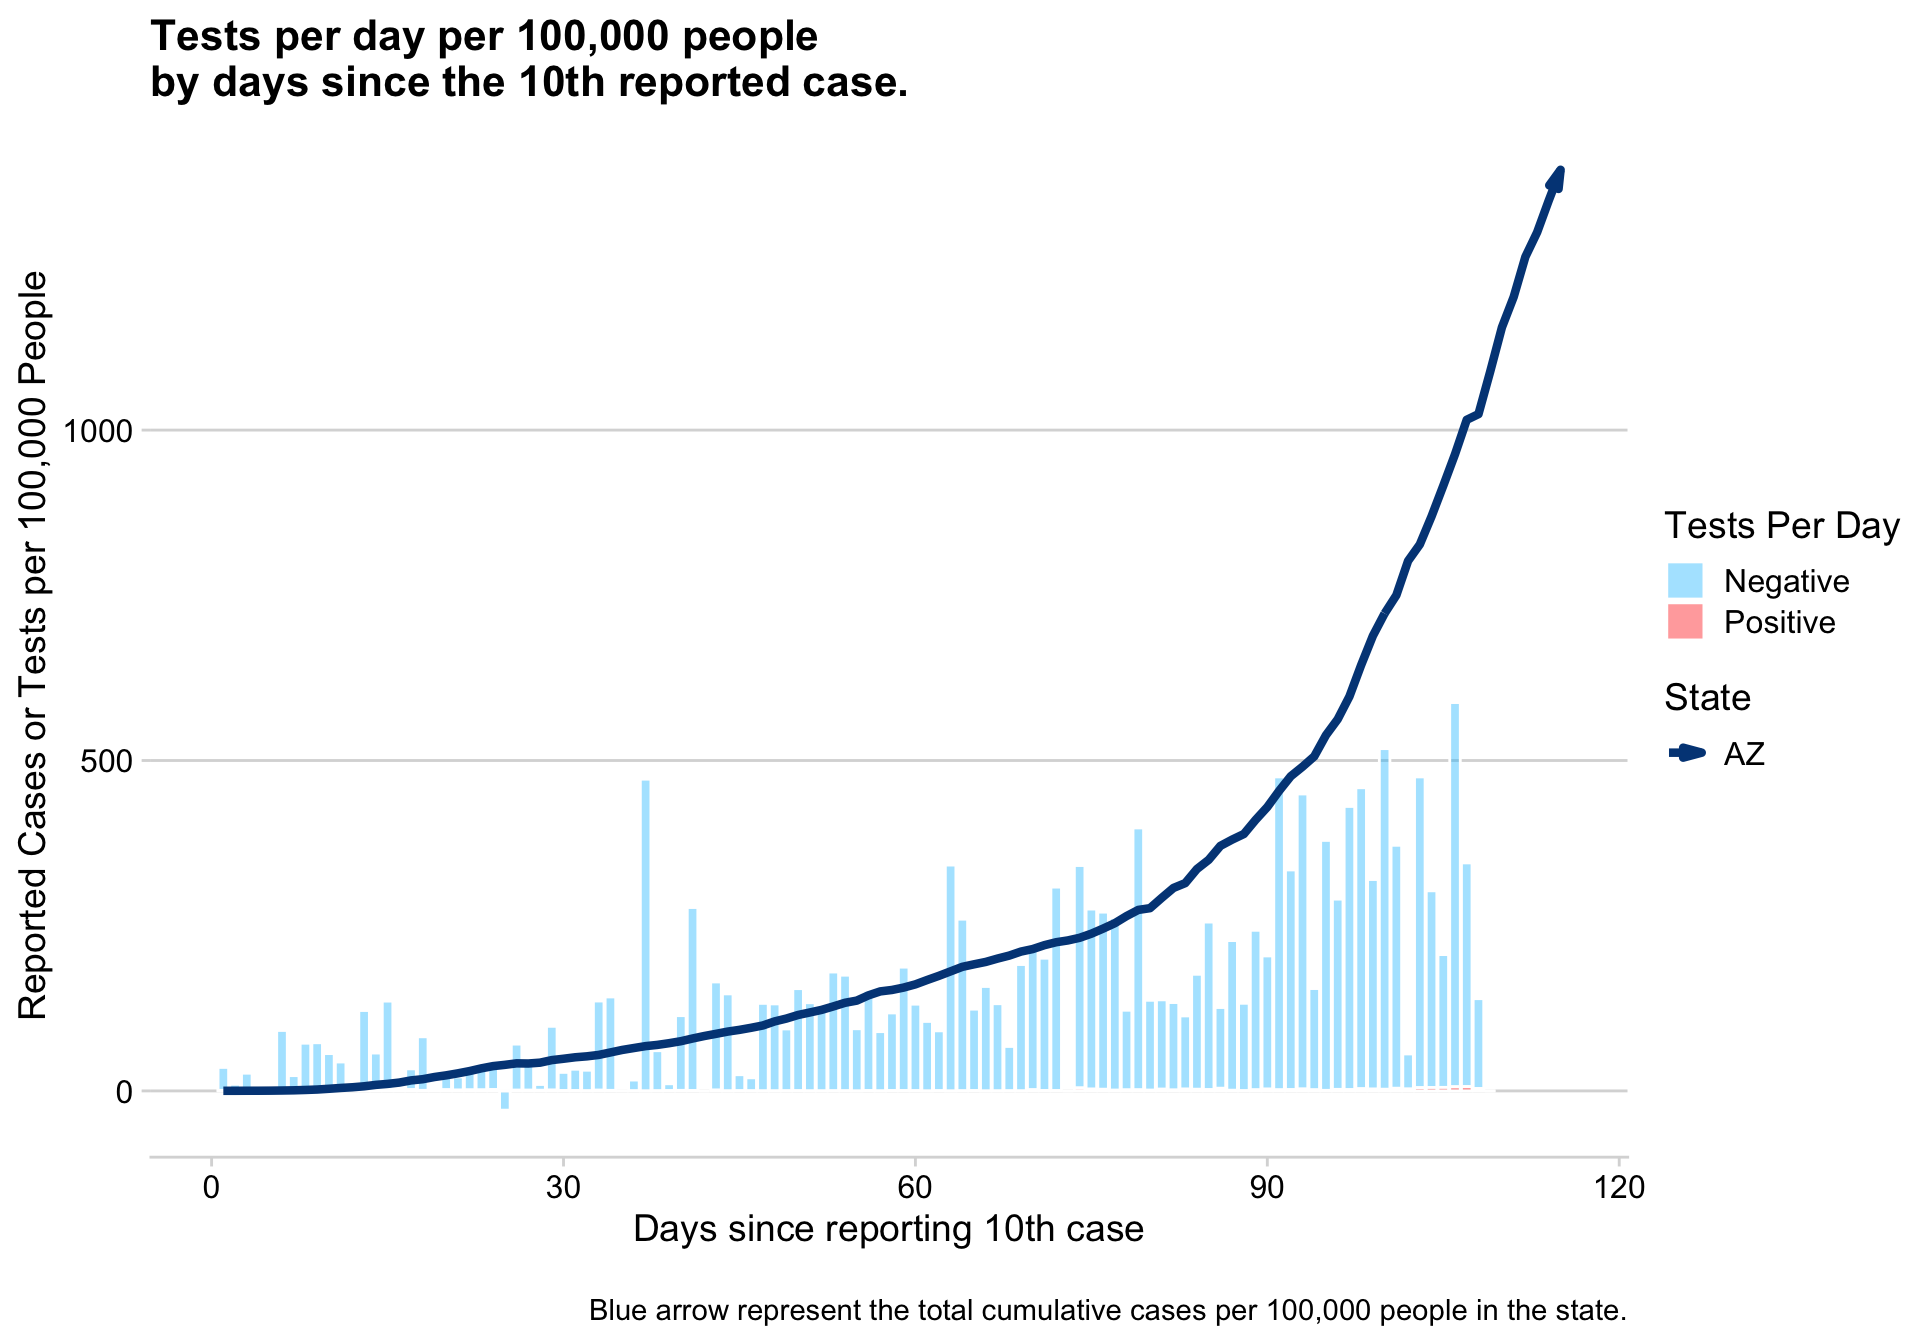 Tests per day per 100,000 people
by days since the 10th reported case.
Reported Cases or Tests per 100,000 People
1000
500
0
0
30
60
90
120
Days since reporting 10th case
Tests Per Day
Negative
Positive
State
AZ
Blue arrow represent the total cumulative cases per 100,000 people in the state.